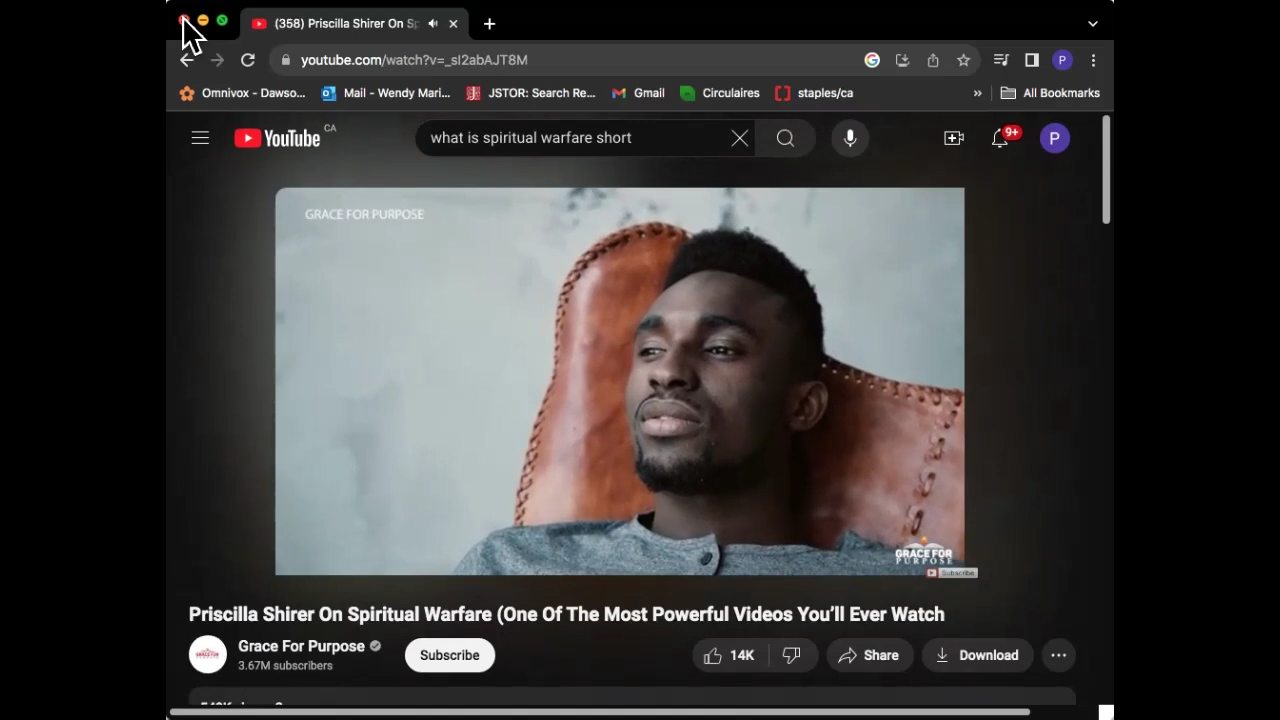 (358) Priscilla Shirer On Sp
youtube.com/watch?v=_sI2abAJT8M
P
Omnivox - Dawso...
Mail - Wendy Mari...
JSTOR: Search Re...
Gmail
Circulaires
staples/ca
»
All Bookmarks
YouTube CA
what is spiritual warfare short
9+
P
GRACE FOR PURPOSE
GRACE FOR
PURPOSE
Subscribe
Priscilla Shirer On Spiritual Warfare (One Of The Most Powerful Videos You'll Ever Watch
Grace For Purpose
3.67M subscribers
Subscribe
14K
Share
Download